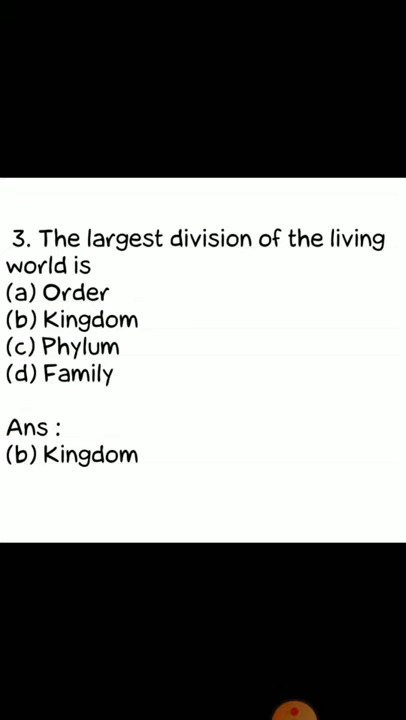 3. The largest division of the living
world is
(a) Order
(b) Kingdom
(c) Phylum
(d) Family
Ans :
(b) Kingdom